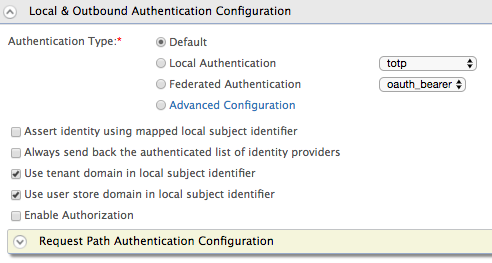 Local & Outbound Authentication Configuration
Authentication Type:* Default
Local Authentication totp
Federated Authentication oauth_bearer
Advanced Configuration
Assert identity using mapped local subject identifier
Always send back the authenticated list of identity providers
Use tenant domain in local subject identifier
Use user store domain in local subject identifier
Enable Authorization
Request Path Authentication Configuration